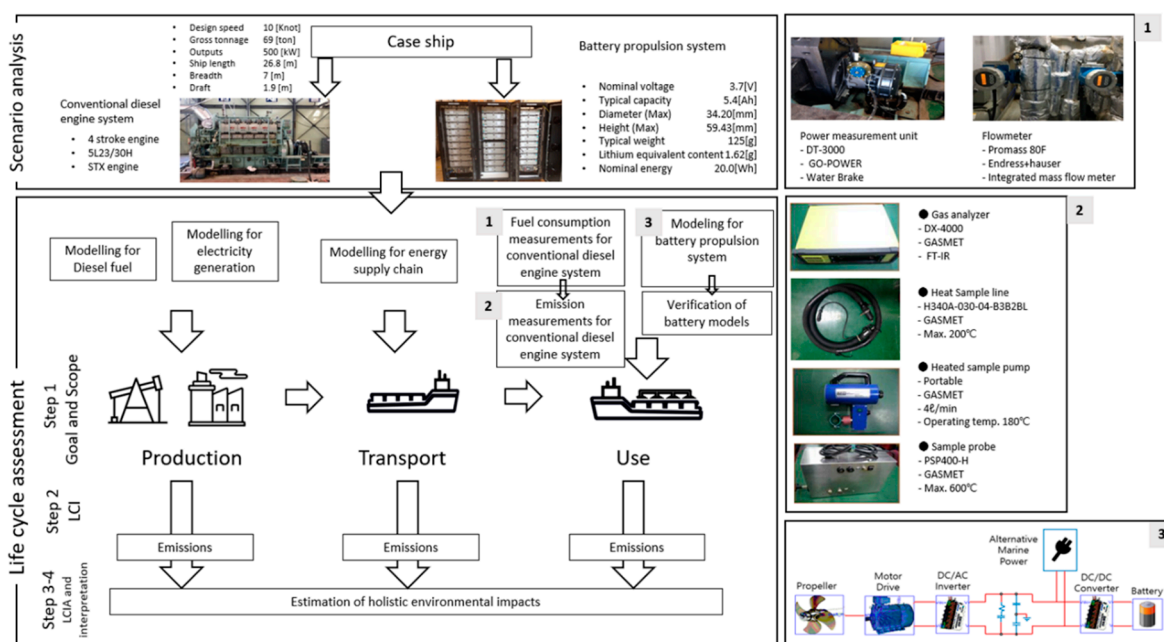 Scenario analysis
• Design speed 10 [Knot]
• Gross tonnage 69 [ton]
• Outputs 500 [kW]
• Ship length 26.8 [m]
• Breadth 7 [m]
• Draft 1.9 [m]
Case ship
Conventional diesel
engine system
• 4 stroke engine
• 5L23/30H
• STX engine
Battery propulsion system
• Nominal voltage 3.7[V]
• Typical capacity 5.4[Ah]
• Diameter (Max) 34.20[mm]
• Height (Max) 59.43[mm]
• Typical weight 125[g]
• Lithium equivalent content 1.62[g]
• Nominal energy 20.0[Wh]
1
Power measurement unit
- DT-3000
- GO-POWER
- Water Brake
Flowmeter
- Promass 80F
- Endress+hauser
- Integrated mass flow meter
Life cycle assessment
Step 1
Goal and Scope
Modelling for
Diesel fuel
Modelling for
electricity
generation
Modelling for energy
supply chain
1
Fuel consumption
measurements for
conventional diesel
engine system
2
Emission
measurements for
conventional diesel
engine system
3
Modeling for
battery propulsion
system
Verification of
battery models
Production
Transport
Use
Step 2
LCI
Emissions
Emissions
Emissions
Step 3-4
LCIA and
interpretation
Estimation of holistic environmental impacts
2
● Gas analyzer
- DX-4000
- GASMET
- FT-IR
● Heat Sample line
- H340A-030-04-B3B2BL
- GASMET
- Max. 200℃
● Heated sample pump
- Portable
- GASMET
- 4ℓ/min
- Operating temp. 180℃
● Sample probe
- PSP400-H
- GASMET
- Max. 600℃
3
Alternative
Marine
Power
Propeller
Motor
Drive
DC/AC
Inverter
DC/DC
Converter
Battery